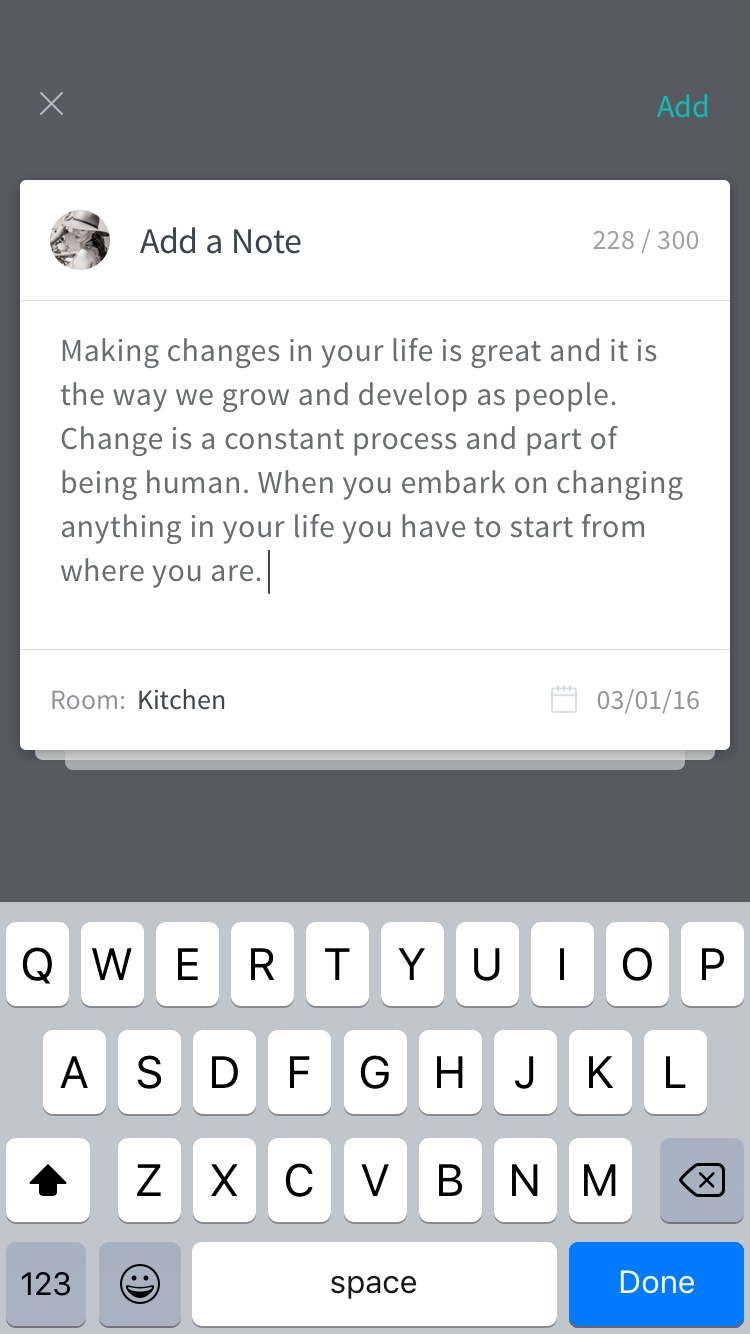 Add
Add a Note 228 / 300
Making changes in your life is great and it is
the way we grow and develop as people.
Change is a constant process and part of
being human. When you embark on changing
anything in your life you have to start from
where you are.
Room: Kitchen 03/01/16
Q W E R T Y U I O P
A S D F G H J K L
Z X C V B N M
123 space Done